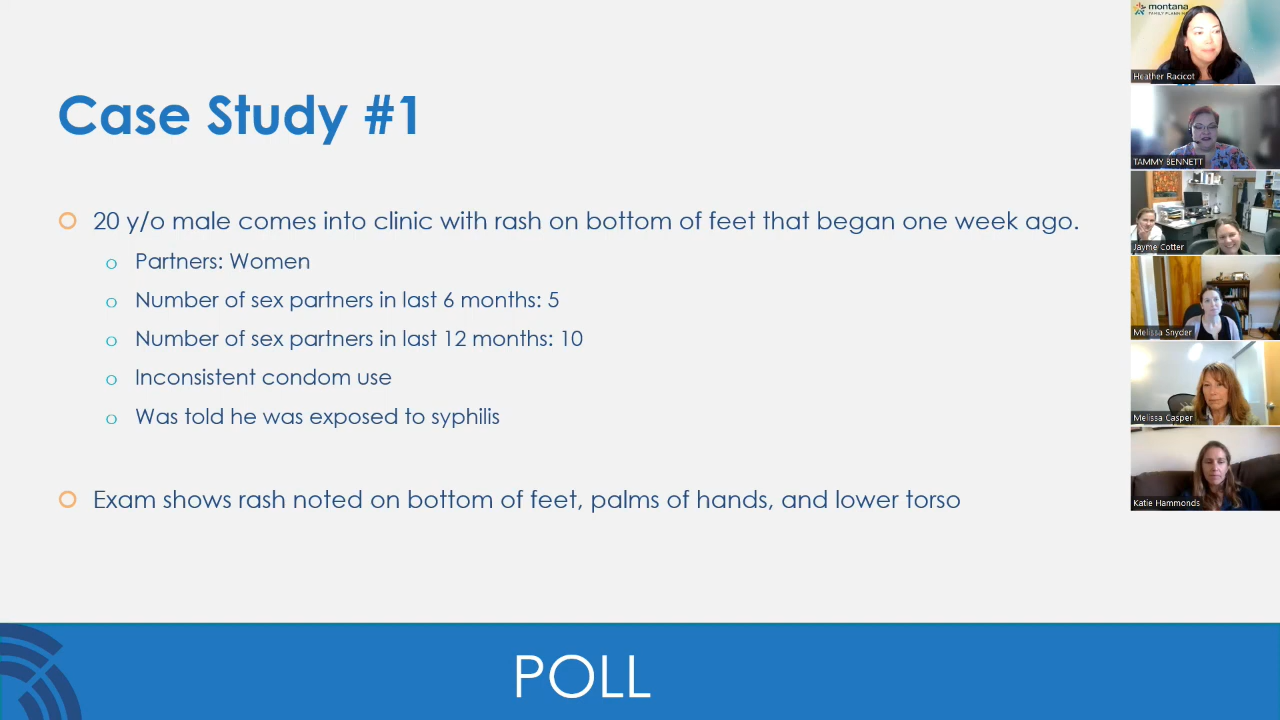 Case Study #1
20 y/o male comes into clinic with rash on bottom of feet that began one week ago.
Partners: Women
Number of sex partners in last 6 months: 5
Number of sex partners in last 12 months: 10
Inconsistent condom use
Was told he was exposed to syphilis
Exam shows rash noted on bottom of feet, palms of hands, and lower torso
POLL
montana
FAMILY PLANNING
Heather Racicot
TAMMY BENNETT
Jayme Cotter
Melissa Snyder
Melissa Casper
Katie Hammonds